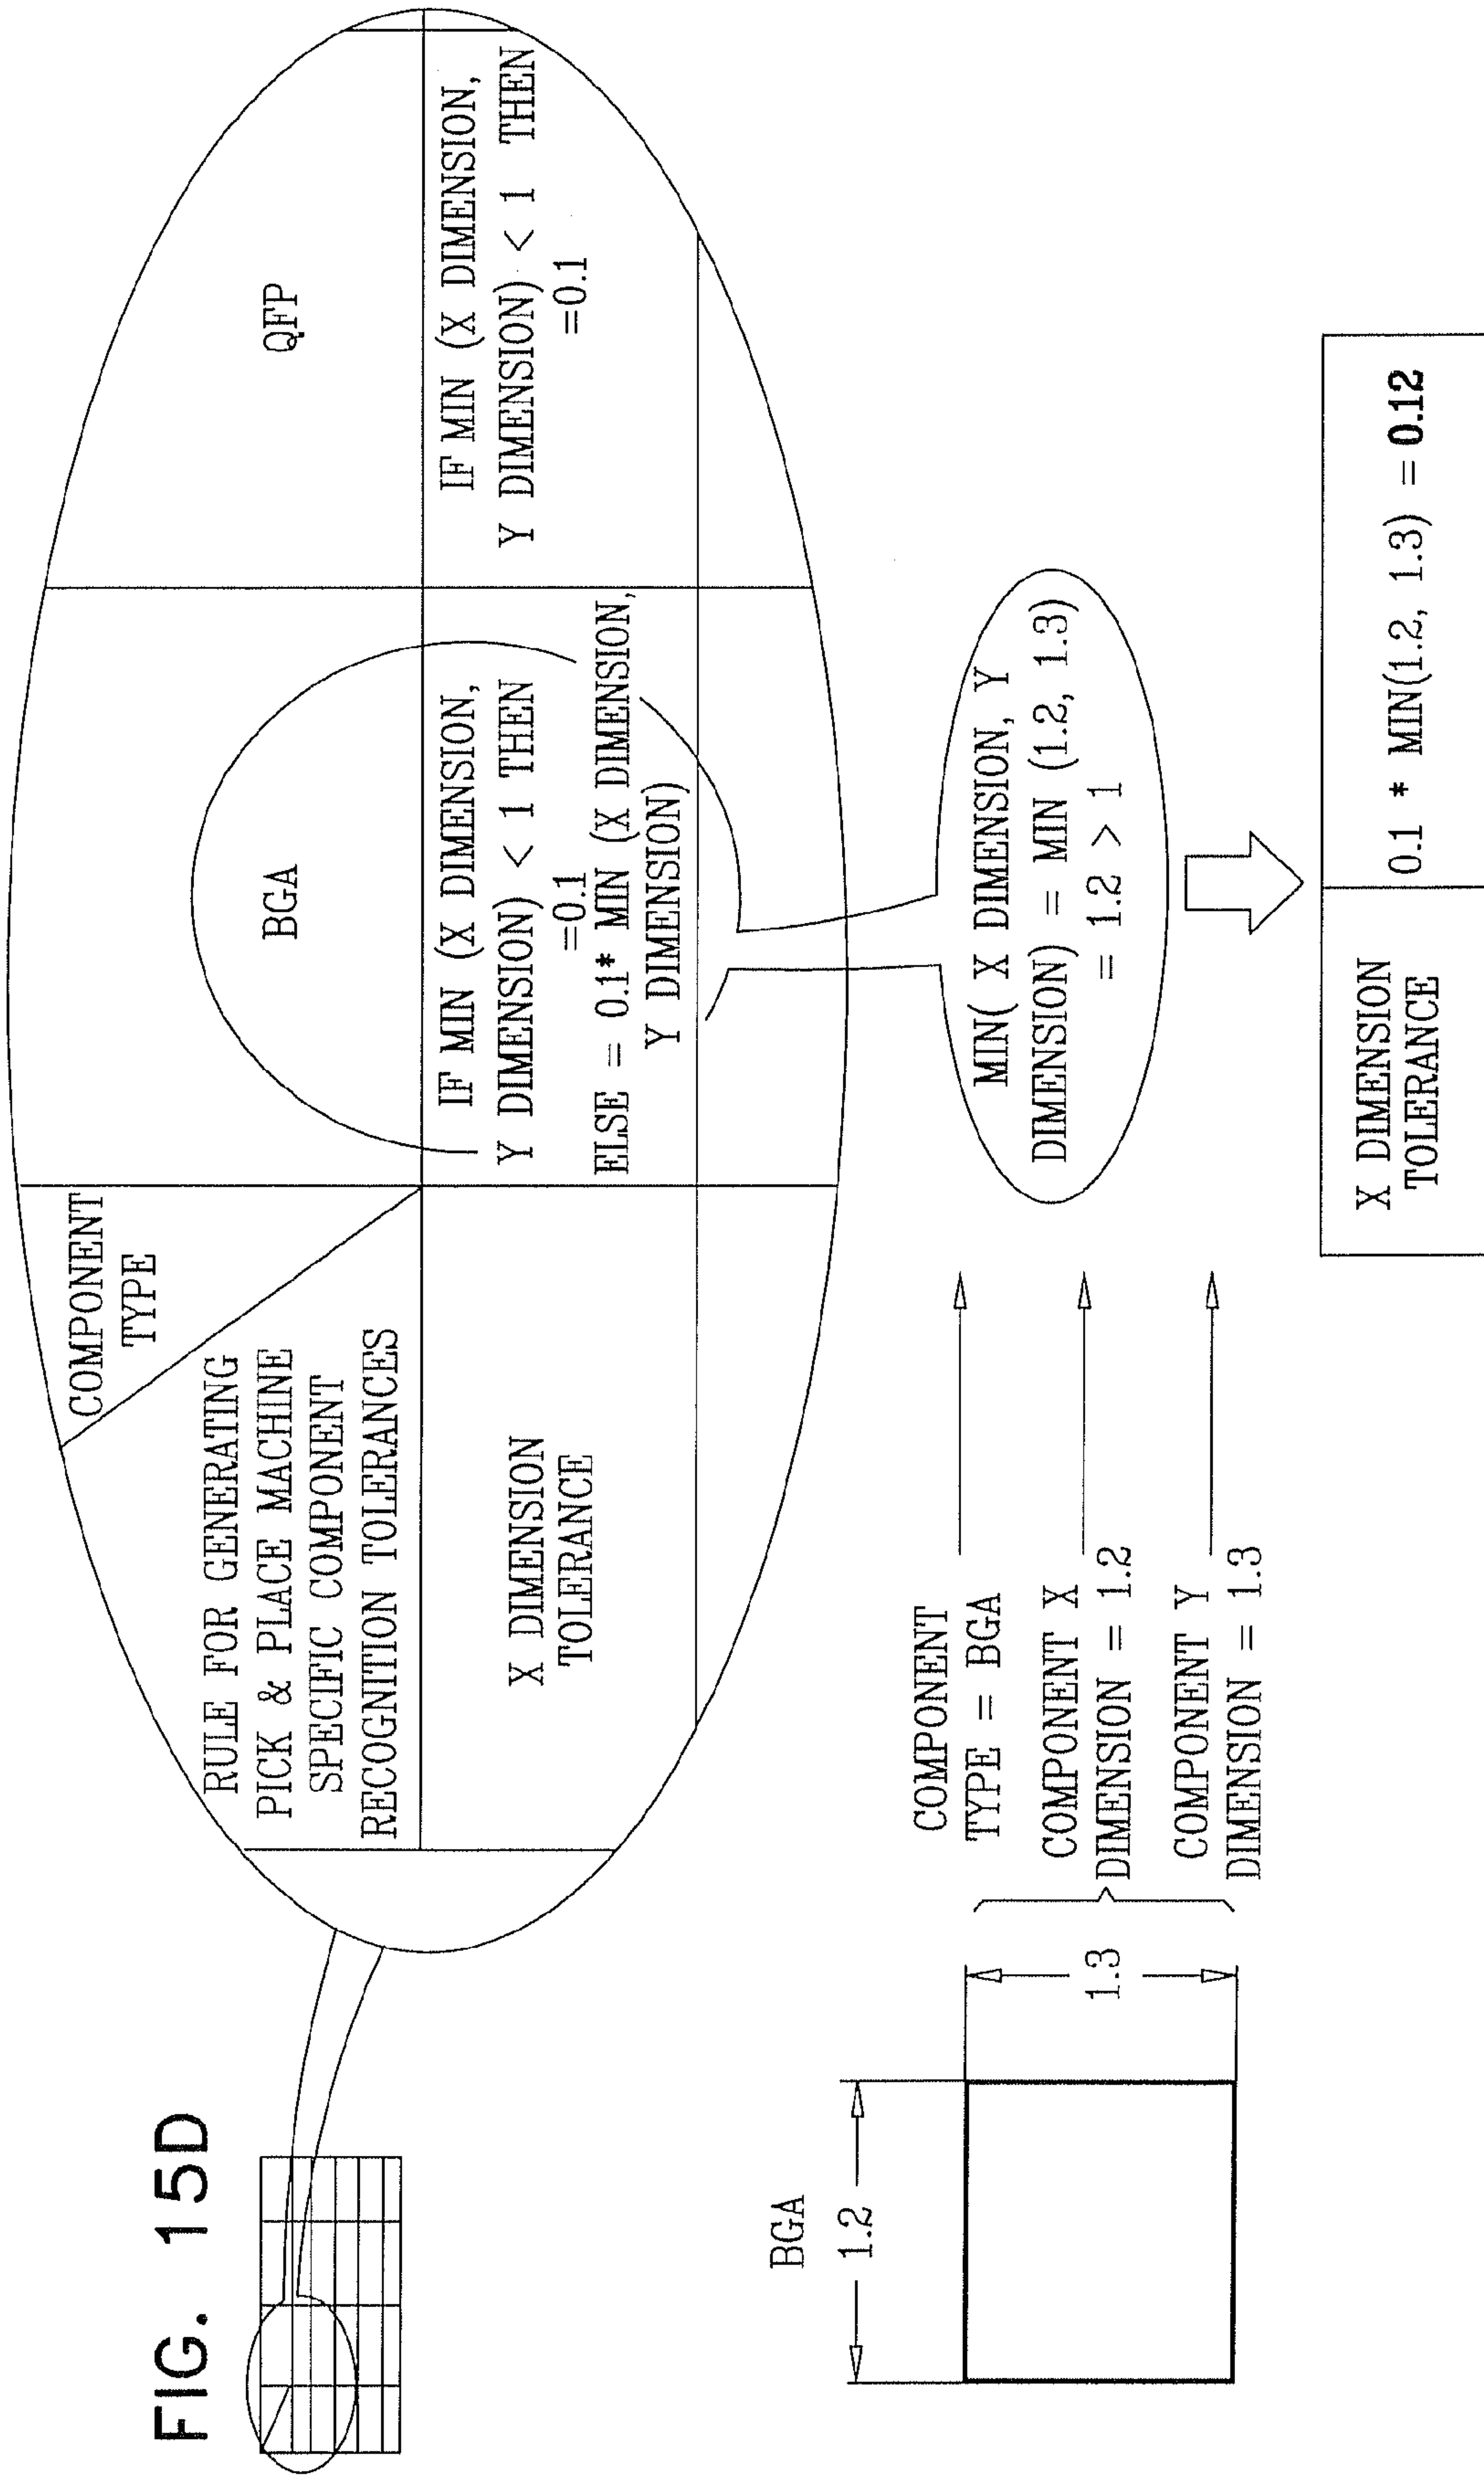 FIG. 15D
COMPONENT
TYPE
RULE FOR GENERATING
PICK & PLACE MACHINE
SPECIFIC COMPONENT
RECOGNITION TOLERANCES
BGA
QFP
X DIMENSION
TOLERANCE
IF MIN (X DIMENSION,
Y DIMENSION) < 1 THEN
=0.1
ELSE = 0.1* MIN (X DIMENSION,
Y DIMENSION)
IF MIN (X DIMENSION,
Y DIMENSION) < 1 THEN
=0.1
BGA
1.2
1.3
COMPONENT
TYPE = BGA
COMPONENT X
DIMENSION = 1.2
COMPONENT Y
DIMENSION = 1.3
MIN( X DIMENSION, Y
DIMENSION) = MIN (1.2, 1.3)
= 1.2 > 1
X DIMENSION
TOLERANCE
0.1 * MIN(1.2, 1.3) = 0.12